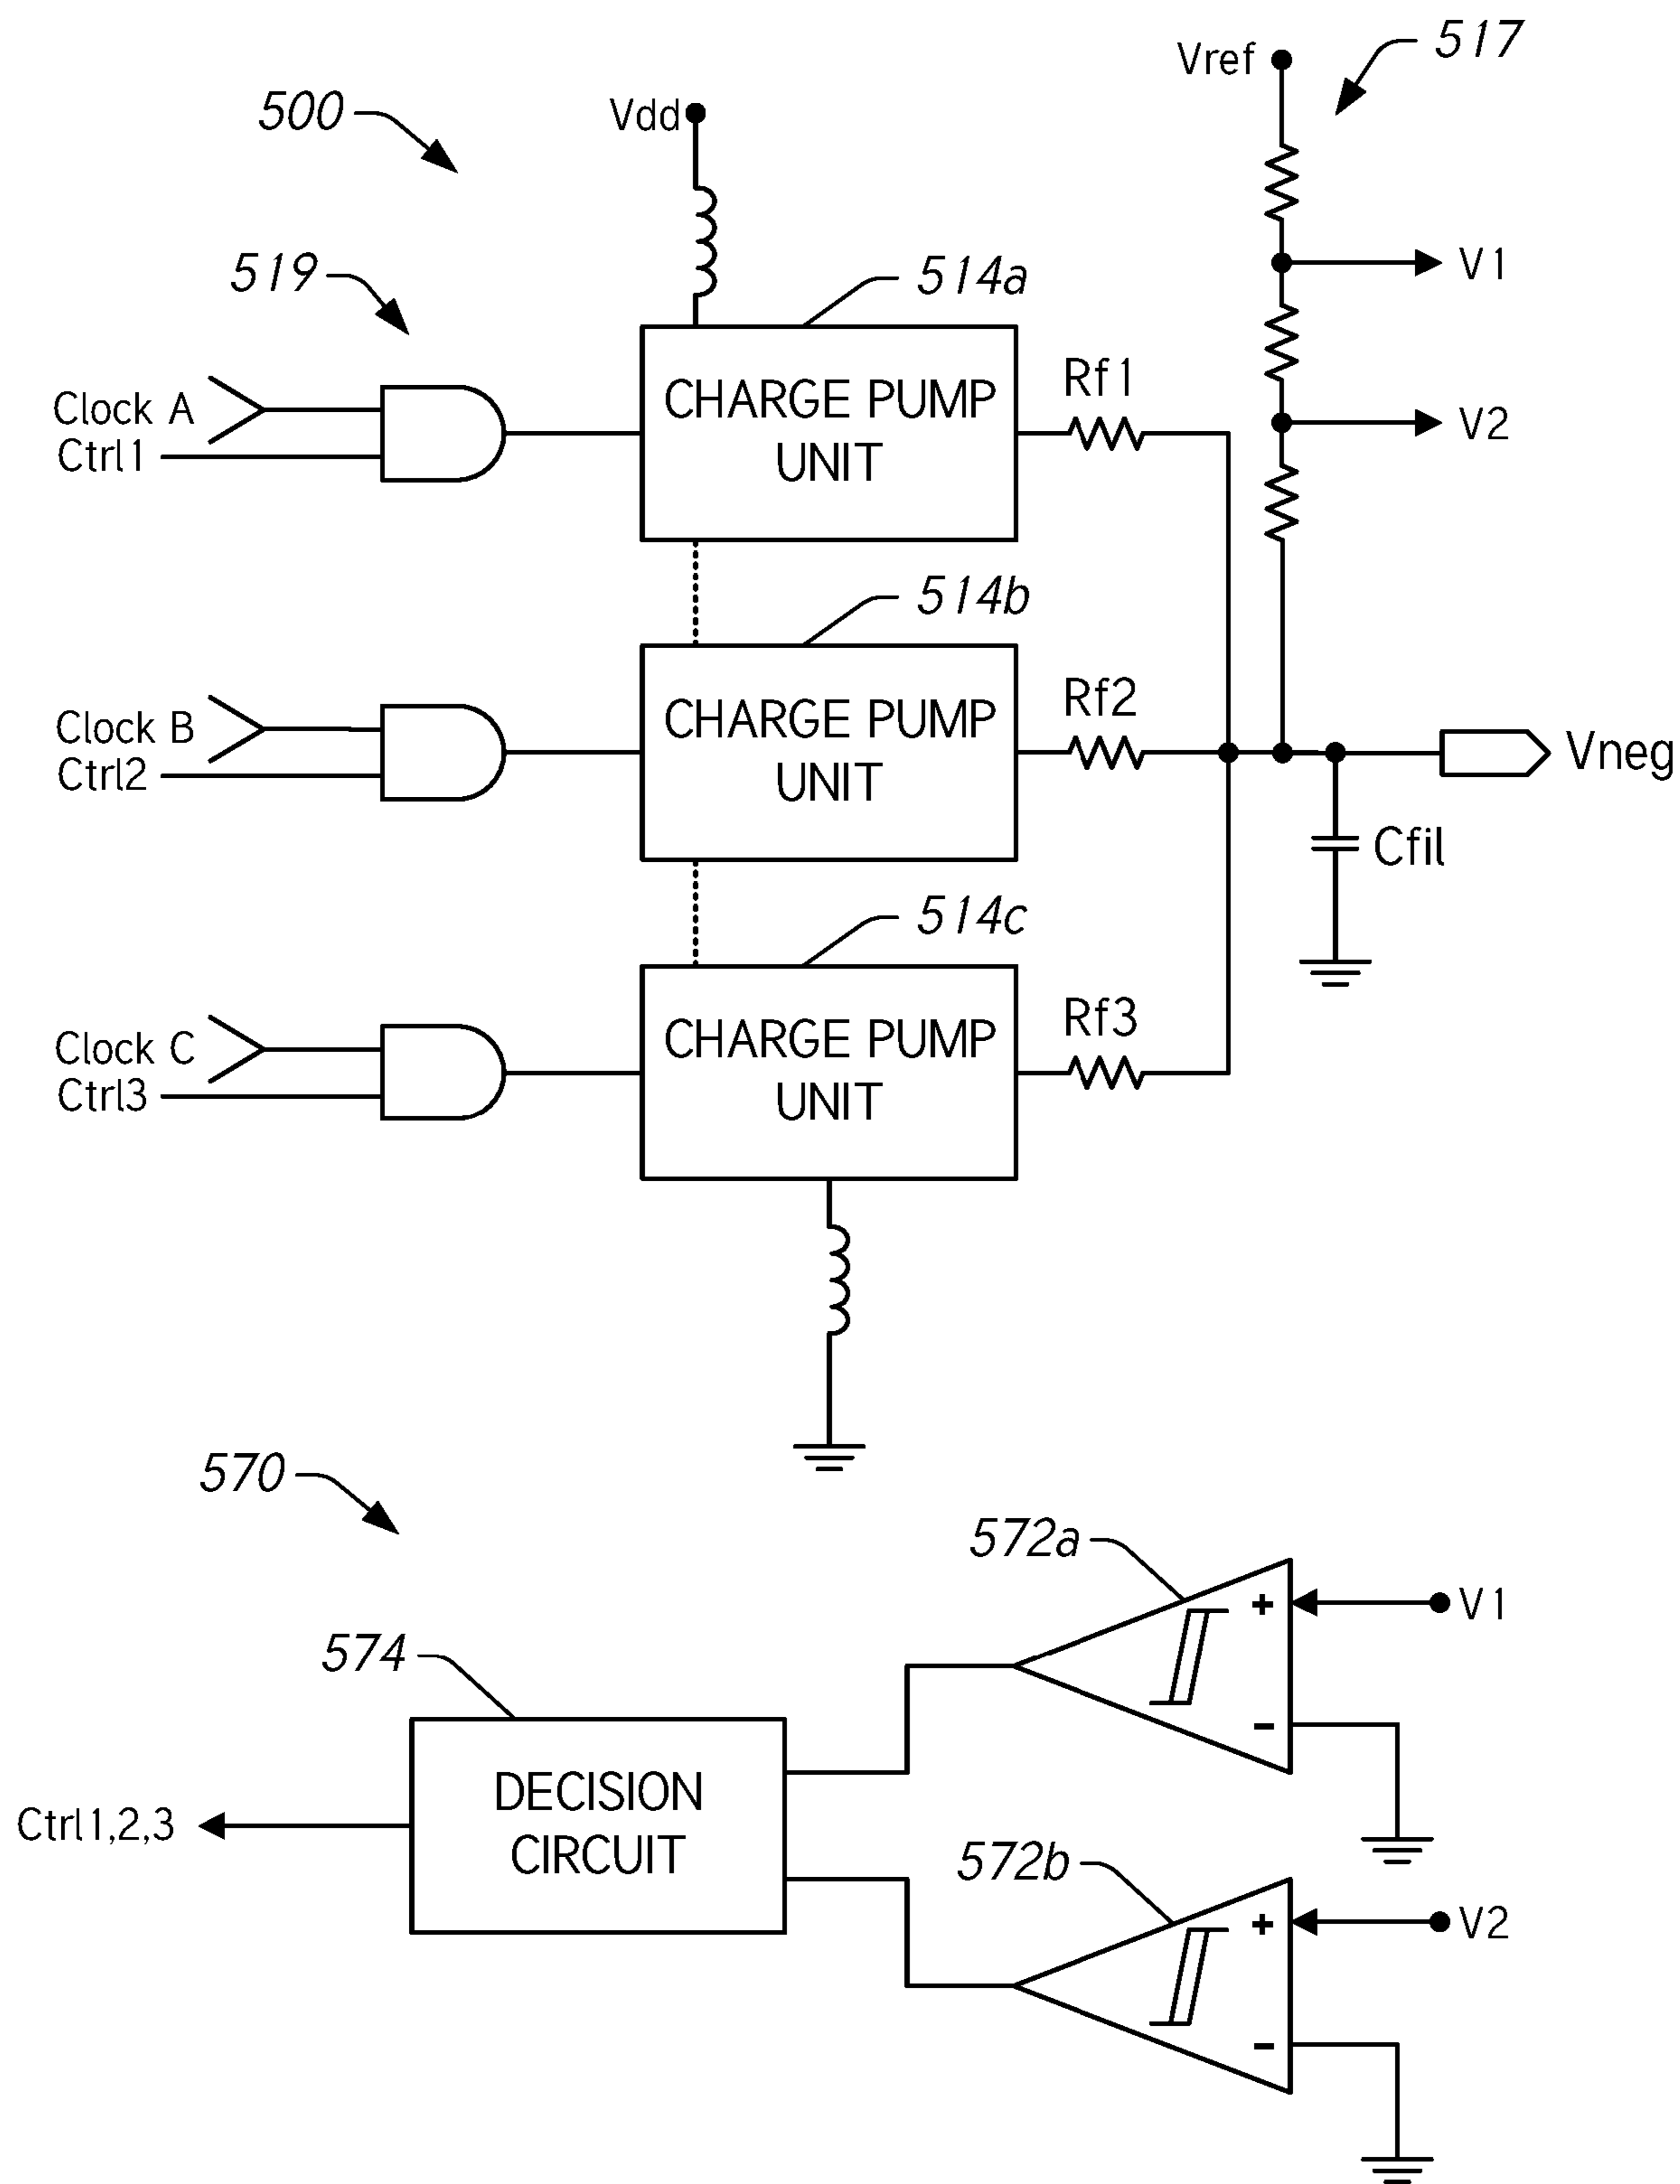 517
Vref
500
Vdd
519
514a
V1
Clock A
Ctrl1
CHARGE PUMP
UNIT
Rf1
V2
514b
Clock B
Ctrl2
CHARGE PUMP
UNIT
Rf2
Vneg
Cfil
514c
Clock C
Ctrl3
CHARGE PUMP
UNIT
Rf3
570
572a
+
V1
574
-
DECISION
CIRCUIT
Ctrl1,2,3
572b
+
V2
-